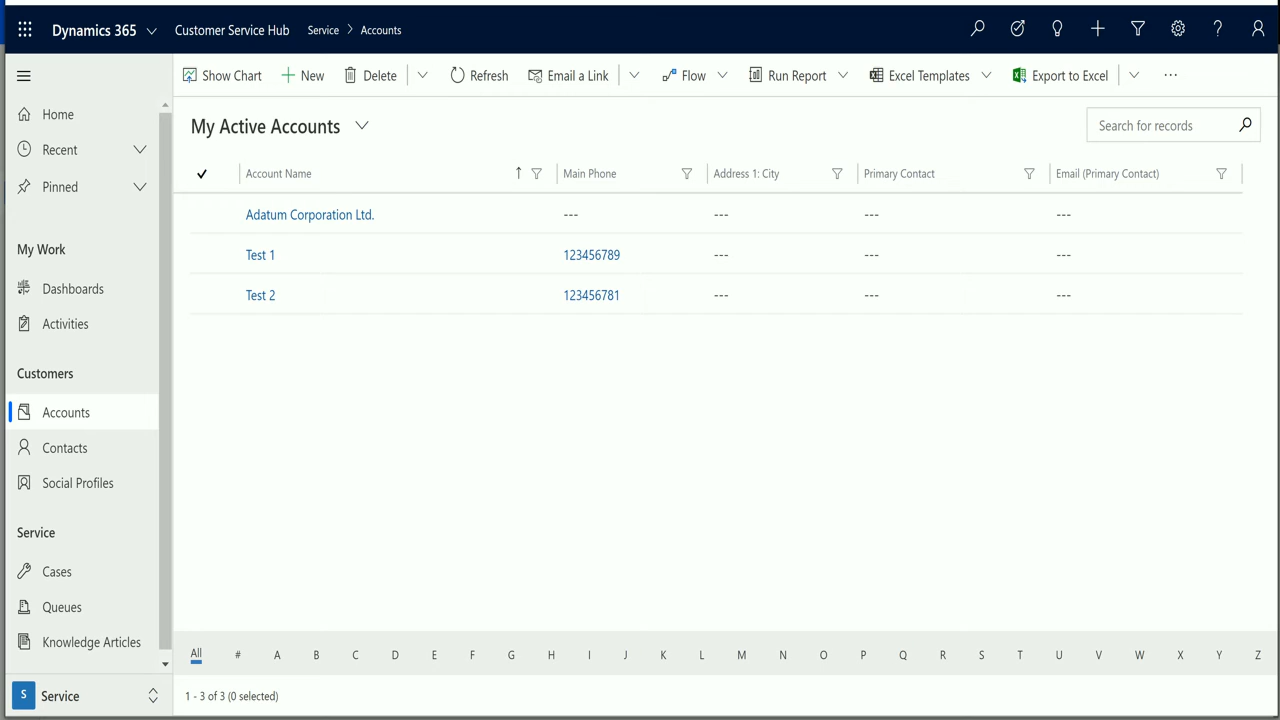 Dynamics 365 Customer Service Hub Service > Accounts
Show Chart New Delete Refresh Email a Link Flow Run Report Excel Templates Export to Excel ...
Home
Recent
Pinned
My Work
Dashboards
Activities
Customers
Accounts
Contacts
Social Profiles
Service
Cases
Queues
Knowledge Articles
S Service
My Active Accounts
Search for records
Account Name Main Phone Address 1: City Primary Contact Email (Primary Contact)
Adatum Corporation Ltd. --- --- --- ---
Test 1 123456789 --- --- ---
Test 2 123456781 --- --- ---
All # A B C D E F G H I J K L M N O P Q R S T U V W X Y Z
1 - 3 of 3 (0 selected)